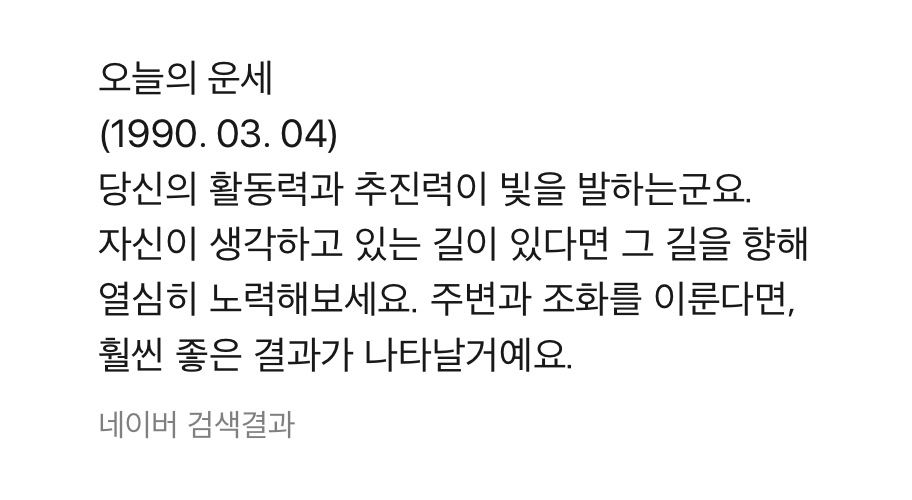 오늘의 운세
(1990. 03. 04)
당신의 활동력과 추진력이 빛을 발하는군요.
자신이 생각하고 있는 길이 있다면 그 길을 향해
열심히 노력해보세요. 주변과 조화를 이룬다면,
훨씬 좋은 결과가 나타날거예요.
네이버 검색결과